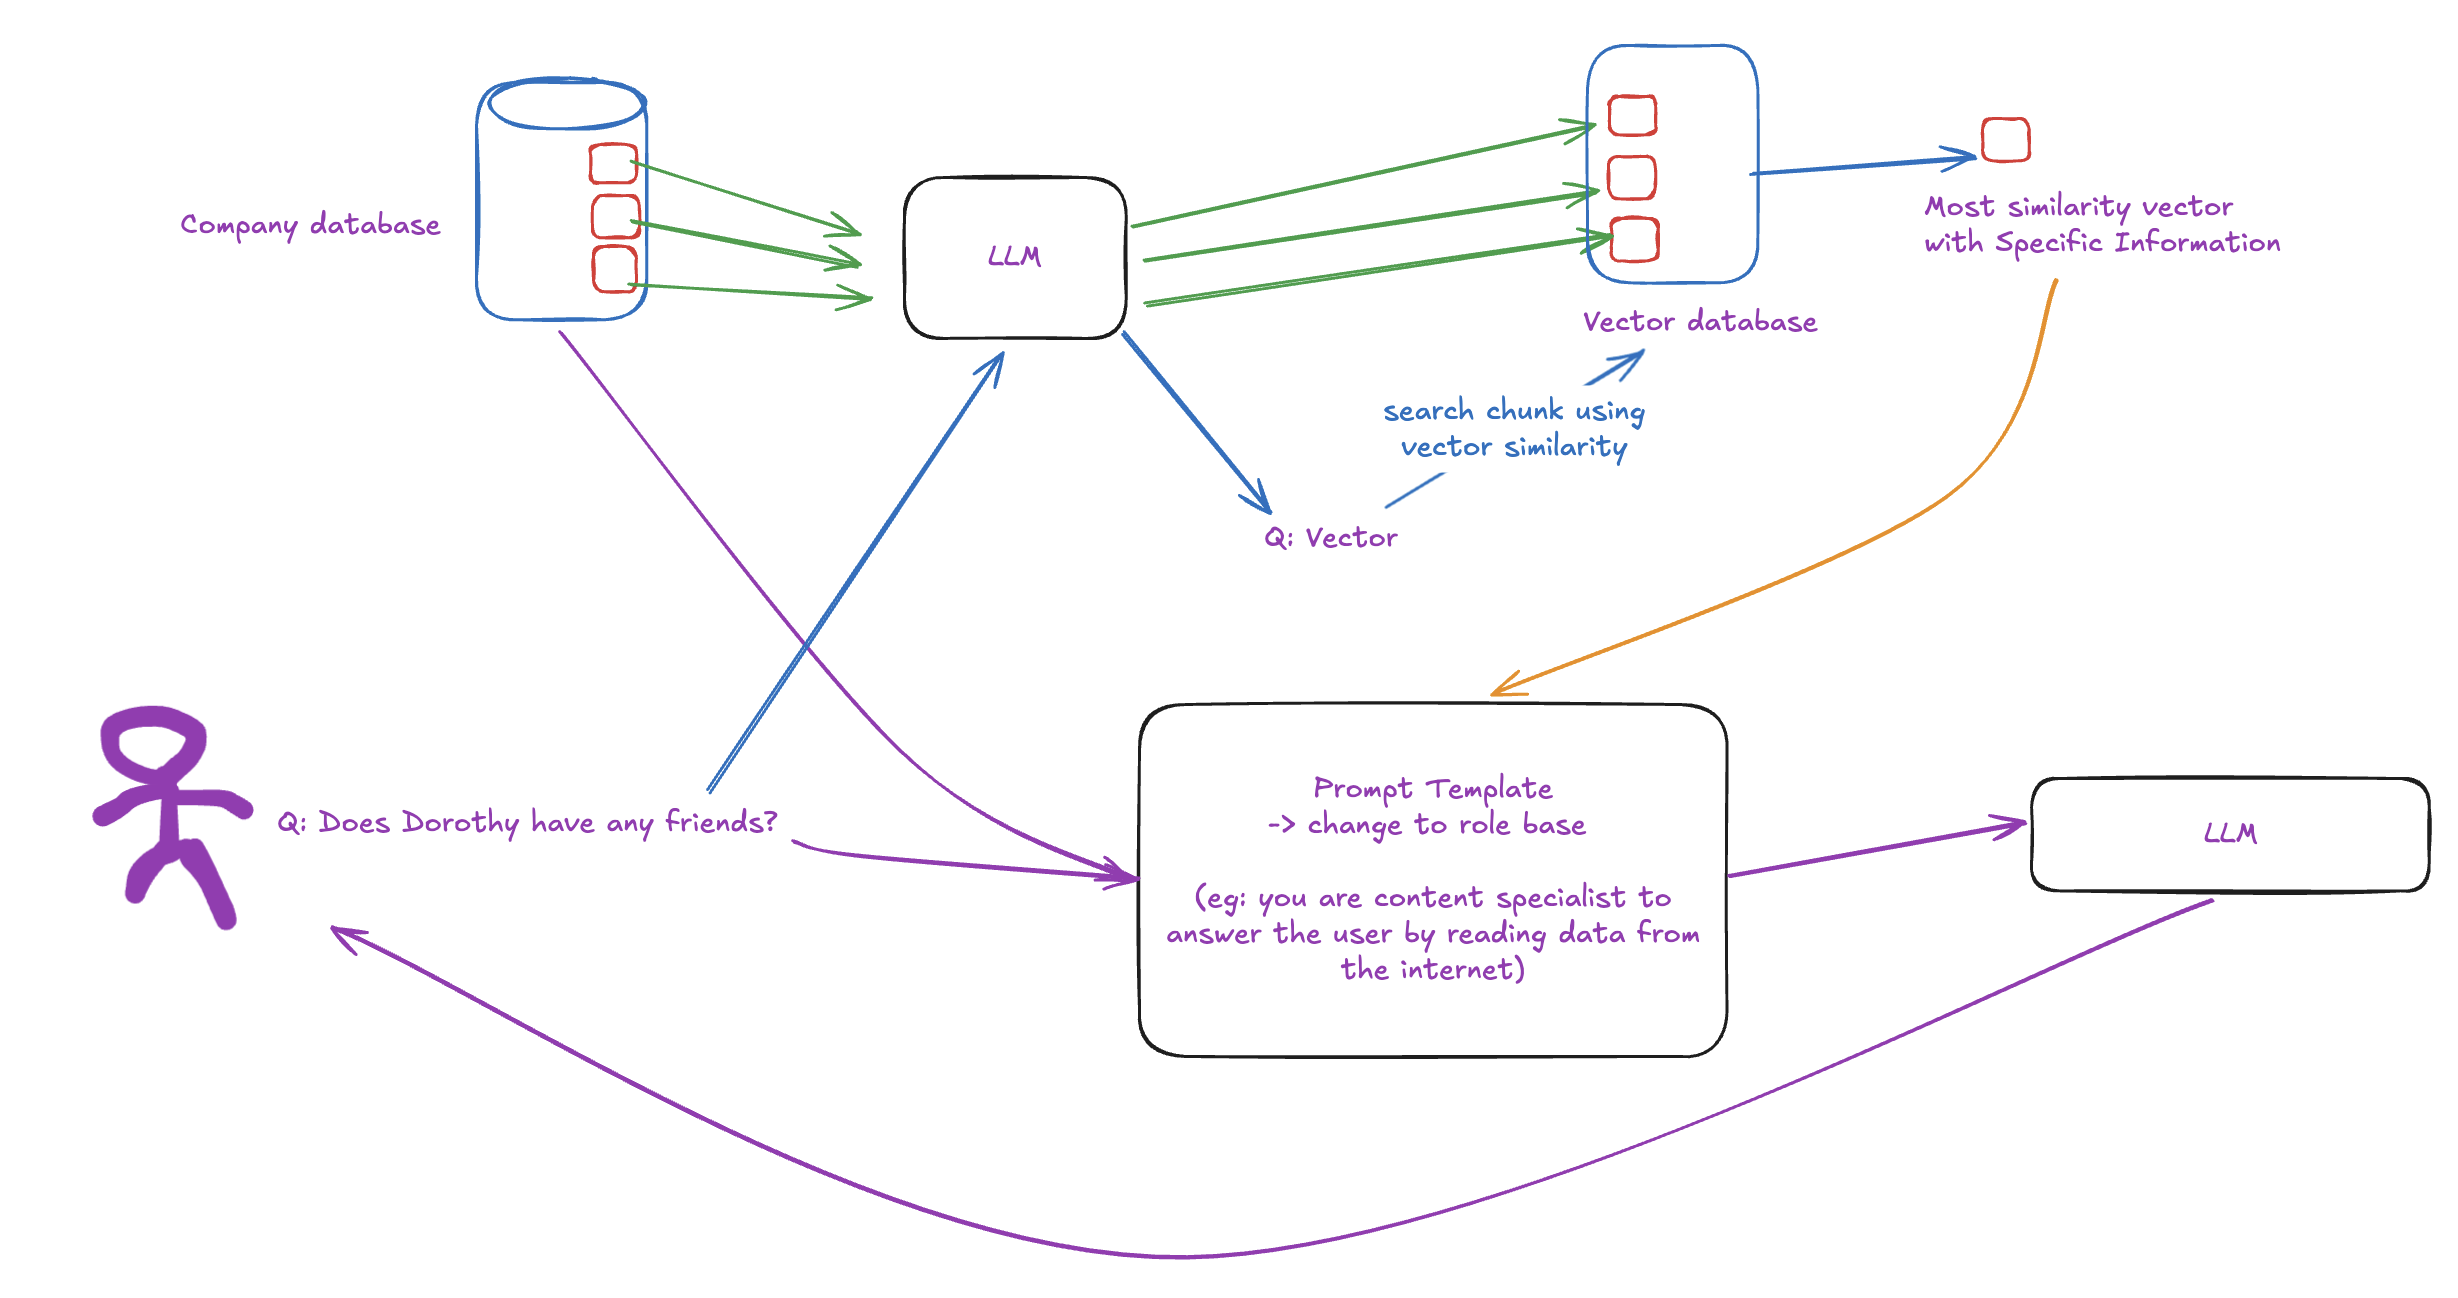 Company database
LLM
Most similarity vector
with Specific Information
Vector database
search chunk using
vector similarity
Q: Vector
Q: Does Dorothy have any friends?
Prompt Template
-> change to role base
(eg: you are content specialist to
answer the user by reading data from
the internet)
LLM